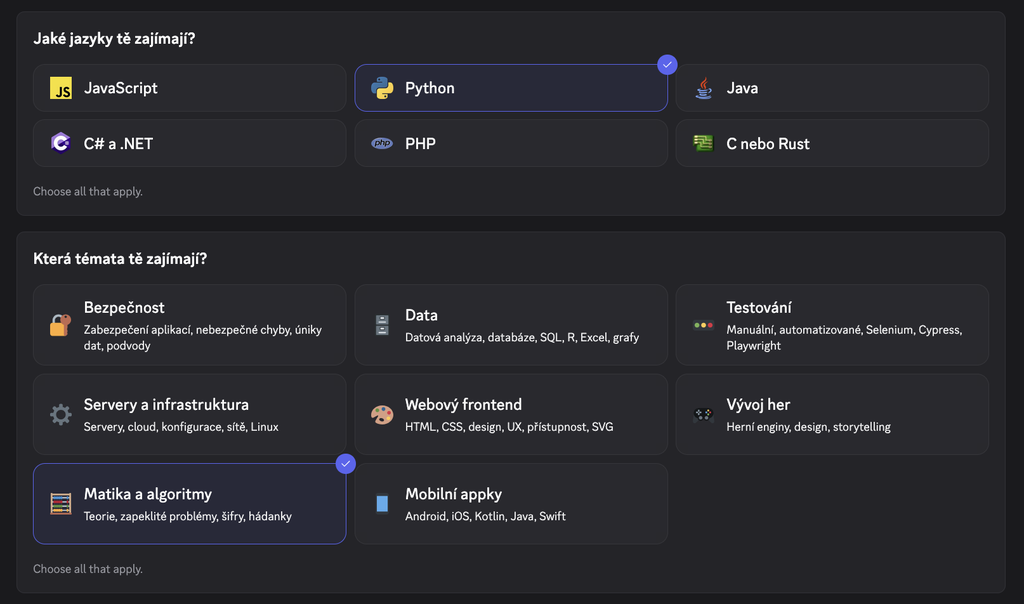 Jaké jazyky tě zajímají?
JS JavaScript
Python
Java
C# a .NET
php PHP
C nebo Rust
Choose all that apply.
Která témata tě zajímají?
Bezpečnost
Zabezpečení aplikací, nebezpečné chyby, úniky
dat, podvody
Data
Datová analýza, databáze, SQL, R, Excel, grafy
Testování
Manuální, automatizované, Selenium, Cypress,
Playwright
Servery a infrastruktura
Servery, cloud, konfigurace, sítě, Linux
Webový frontend
HTML, CSS, design, UX, přístupnost, SVG
Vývoj her
Herní enginy, design, storytelling
Matika a algoritmy
Teorie, zapeklité problémy, šifry, hádanky
Mobilní appky
Android, iOS, Kotlin, Java, Swift
Choose all that apply.